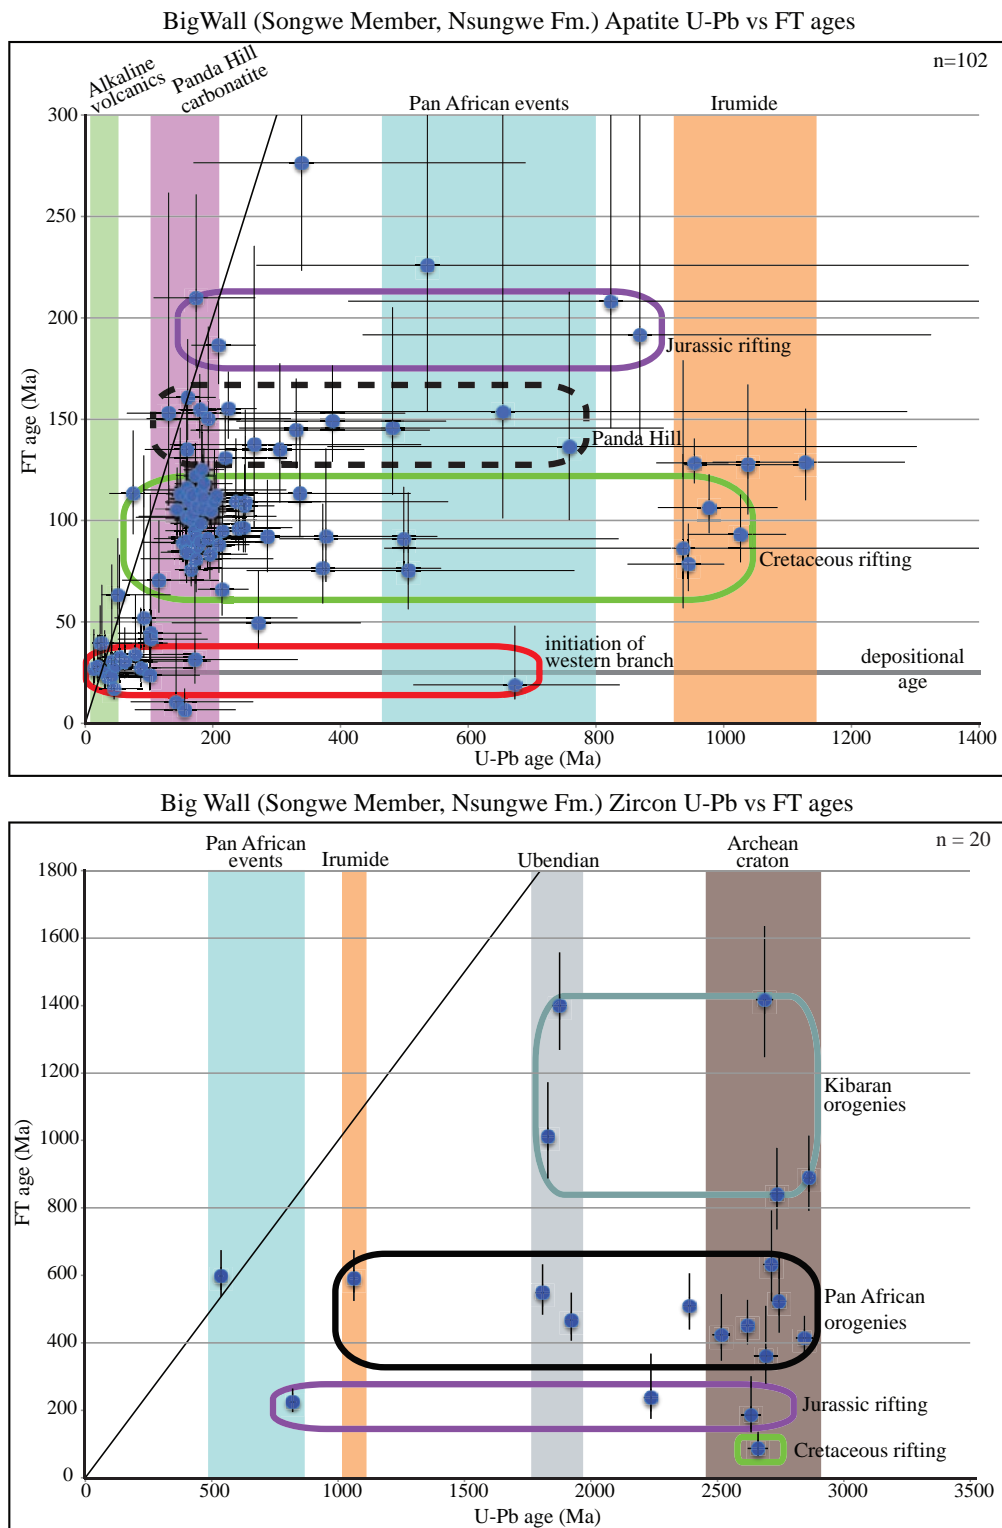 BigWall (Songwe Member, Nsungwe Fm.) Apatite U-Pb vs FT ages
n=102
Alkaline
volcanics
Panda Hill
carbonatite
Pan African events
Irumide
300
250
200
150
100
50
0
FT age (Ma)
Jurassic rifting
Panda Hill
Cretaceous rifting
initiation of
western branch
depositional
age
0
200
400
600
800
1000
1200
1400
U-Pb age (Ma)
Big Wall (Songwe Member, Nsungwe Fm.) Zircon U-Pb vs FT ages
n = 20
Pan African
events
Irumide
Ubendian
Archean
craton
1800
1600
1400
1200
1000
800
600
400
200
0
FT age (Ma)
Kibaran
orogenies
Pan African
orogenies
Jurassic rifting
Cretaceous rifting
0
500
1000
1500
2000
2500
3000
3500
U-Pb age (Ma)